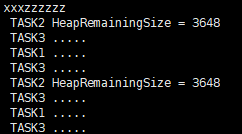 xxxzzzzzz
TASK2 HeapRemainingSize = 3648
TASK3 .....
TASK1 .....
TASK3 .....
TASK2 HeapRemainingSize = 3648
TASK3 .....
TASK1 .....
TASK3 .....